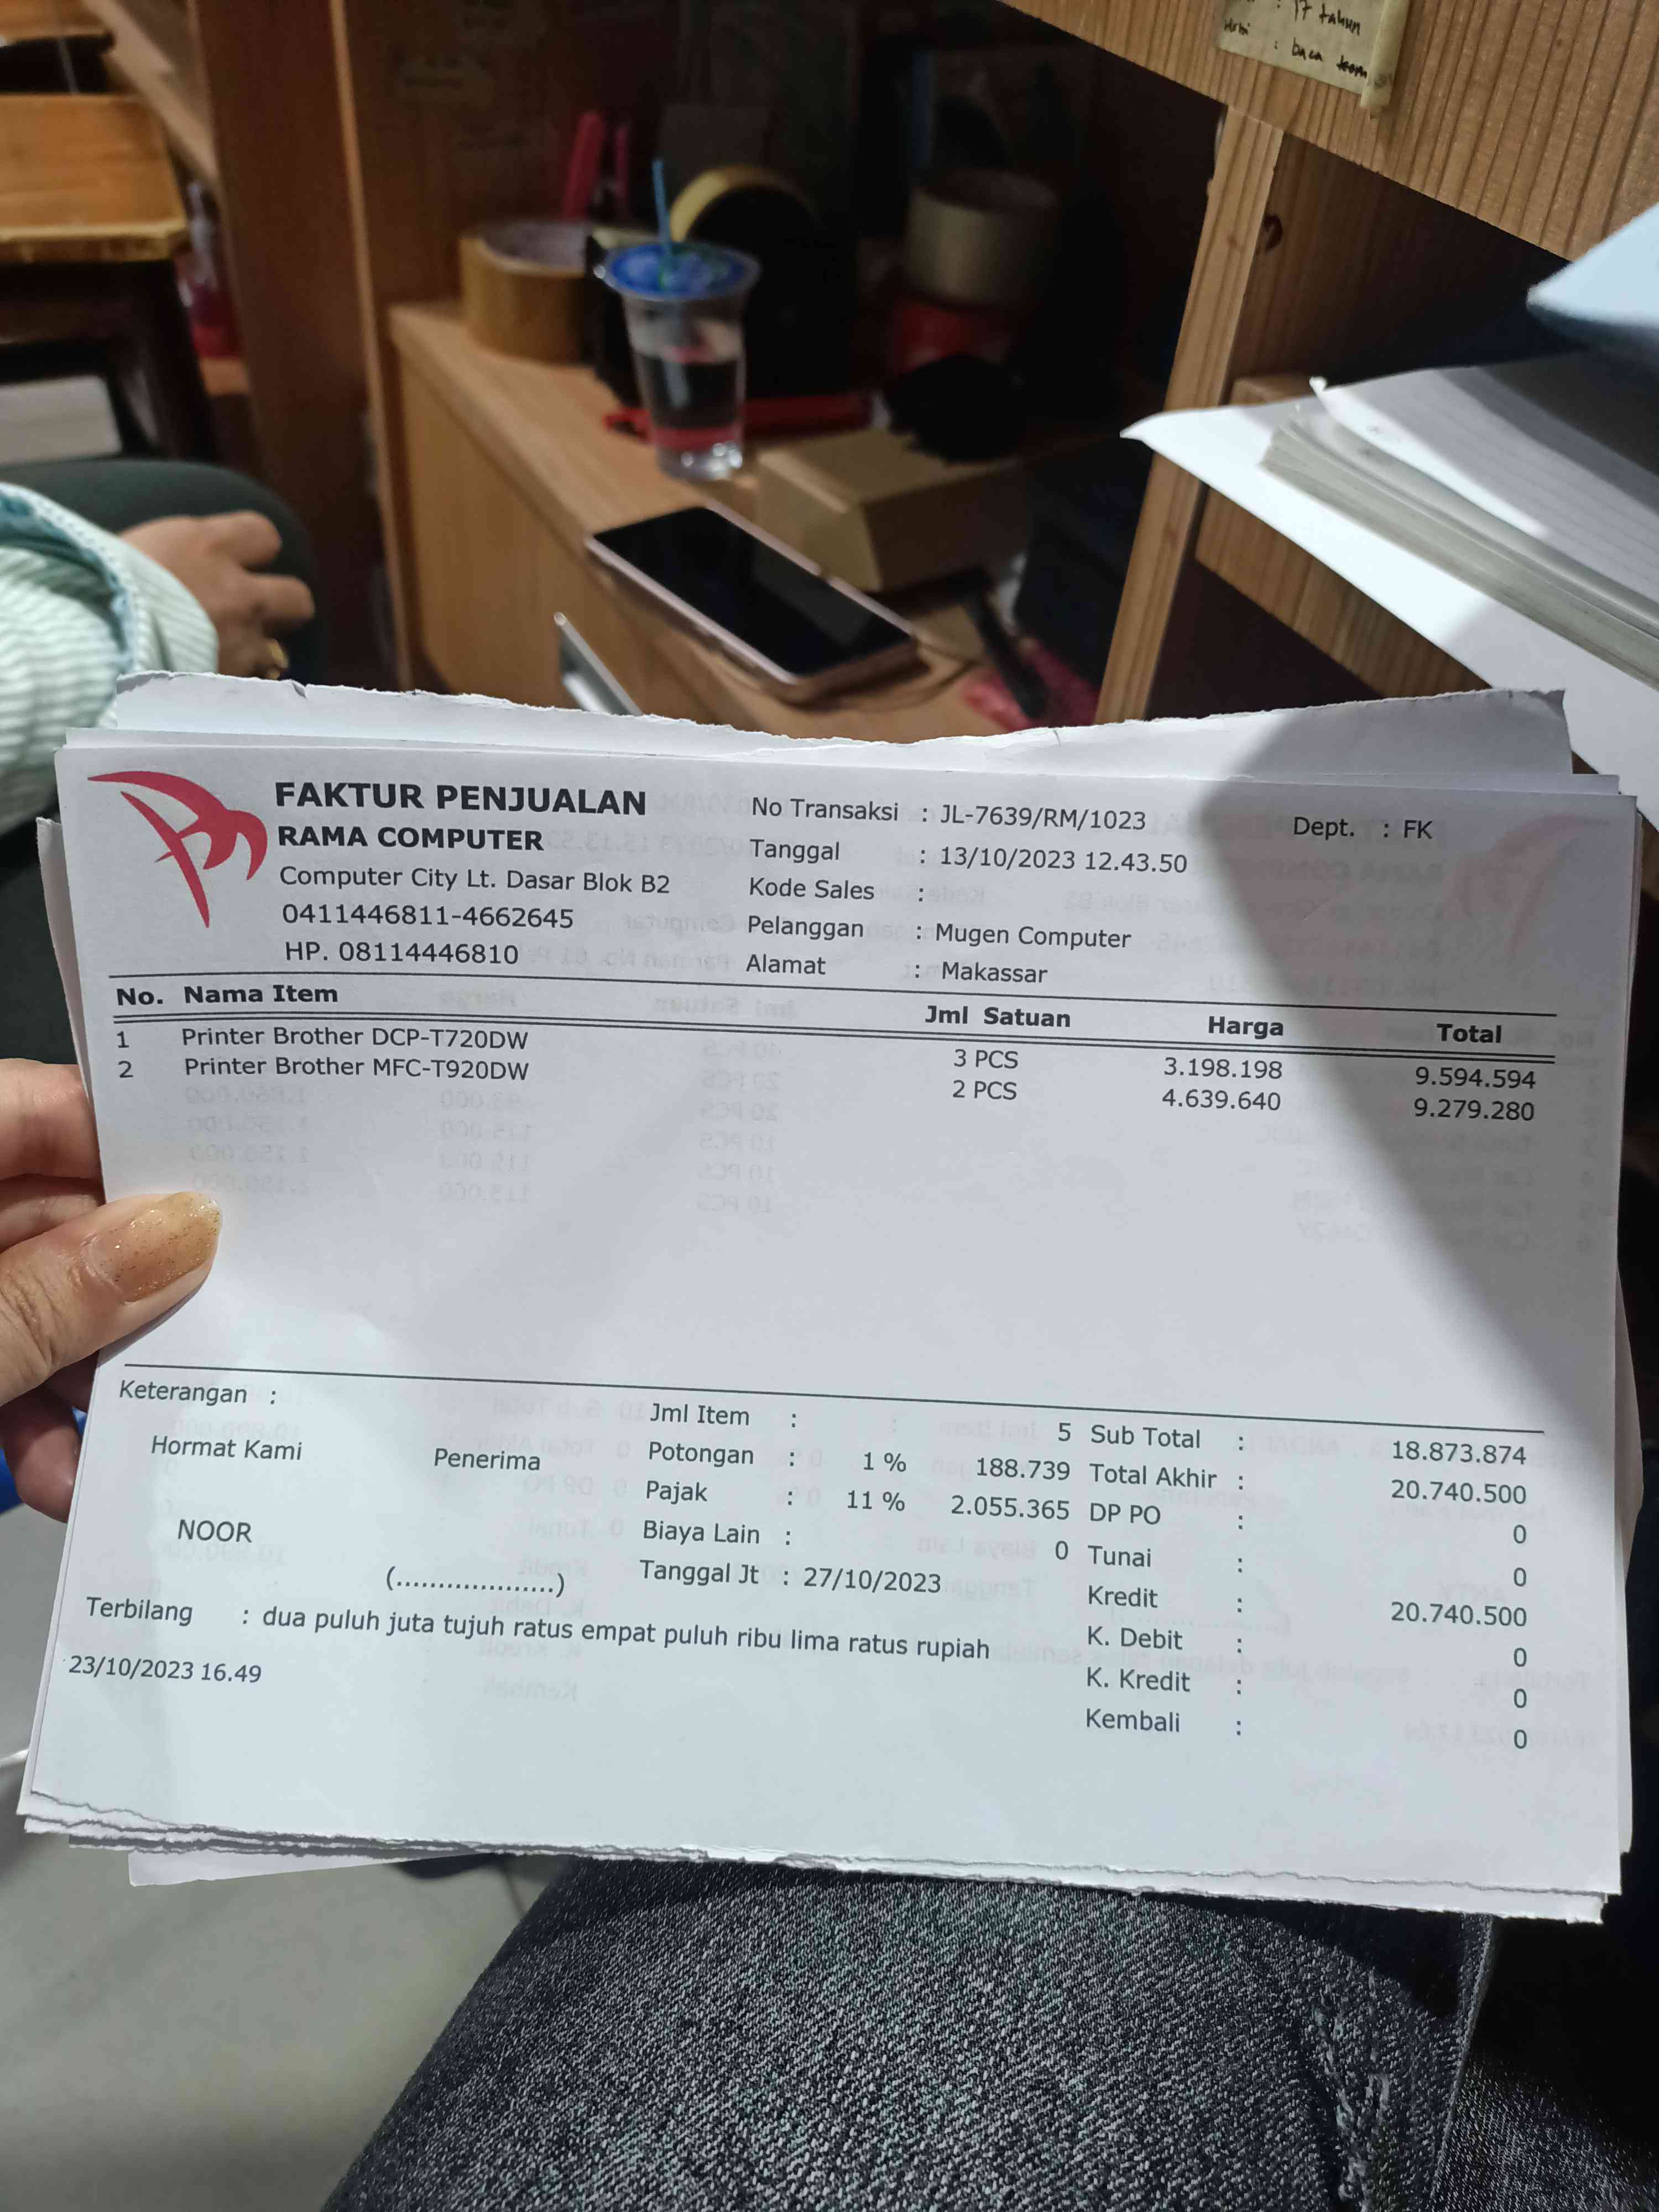 : 17 tahun
: baca
FAKTUR PENJUALAN
RAMA COMPUTER
Computer City Lt. Dasar Blok B2
0411446811-4662645
HP. 08114446810
No Transaksi : JL-7639/RM/1023
Tanggal : 13/10/2023 12.43.50
Kode Sales :
Pelanggan : Mugen Computer
Alamat : Makassar
Dept. : FK
No. Nama Item Jml Satuan Harga Total
1 Printer Brother DCP-T720DW 3 PCS 3.198.198 9.594.594
2 Printer Brother MFC-T920DW 2 PCS 4.639.640 9.279.280
Keterangan :
Hormat Kami Penerima
NOOR
(...................)
Jml Item : 5
Potongan : 1 % 188.739
Pajak : 11 % 2.055.365
Biaya Lain : 0
Tanggal Jt : 27/10/2023
Sub Total : 18.873.874
Total Akhir : 20.740.500
DP PO : 0
Tunai : 0
Kredit : 20.740.500
K. Debit : 0
K. Kredit : 0
Kembali : 0
Terbilang : dua puluh juta tujuh ratus empat puluh ribu lima ratus rupiah
23/10/2023 16.49